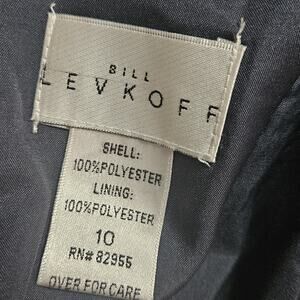 BILL
LEVKOFF
SHELL:
100%POLYESTER
LINING:
100%POLYESTER
10
RN# 82955
OVER FOR CARE